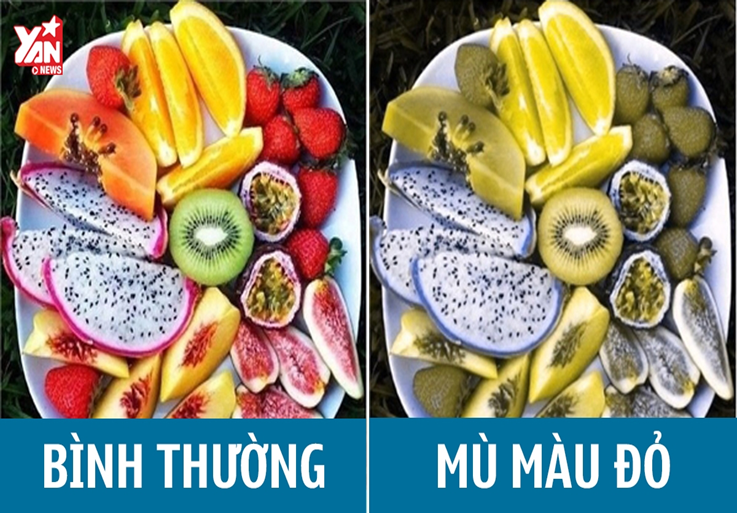 YAN
NEWS
BÌNH THƯỜNG
MÙ MÀU ĐỎ